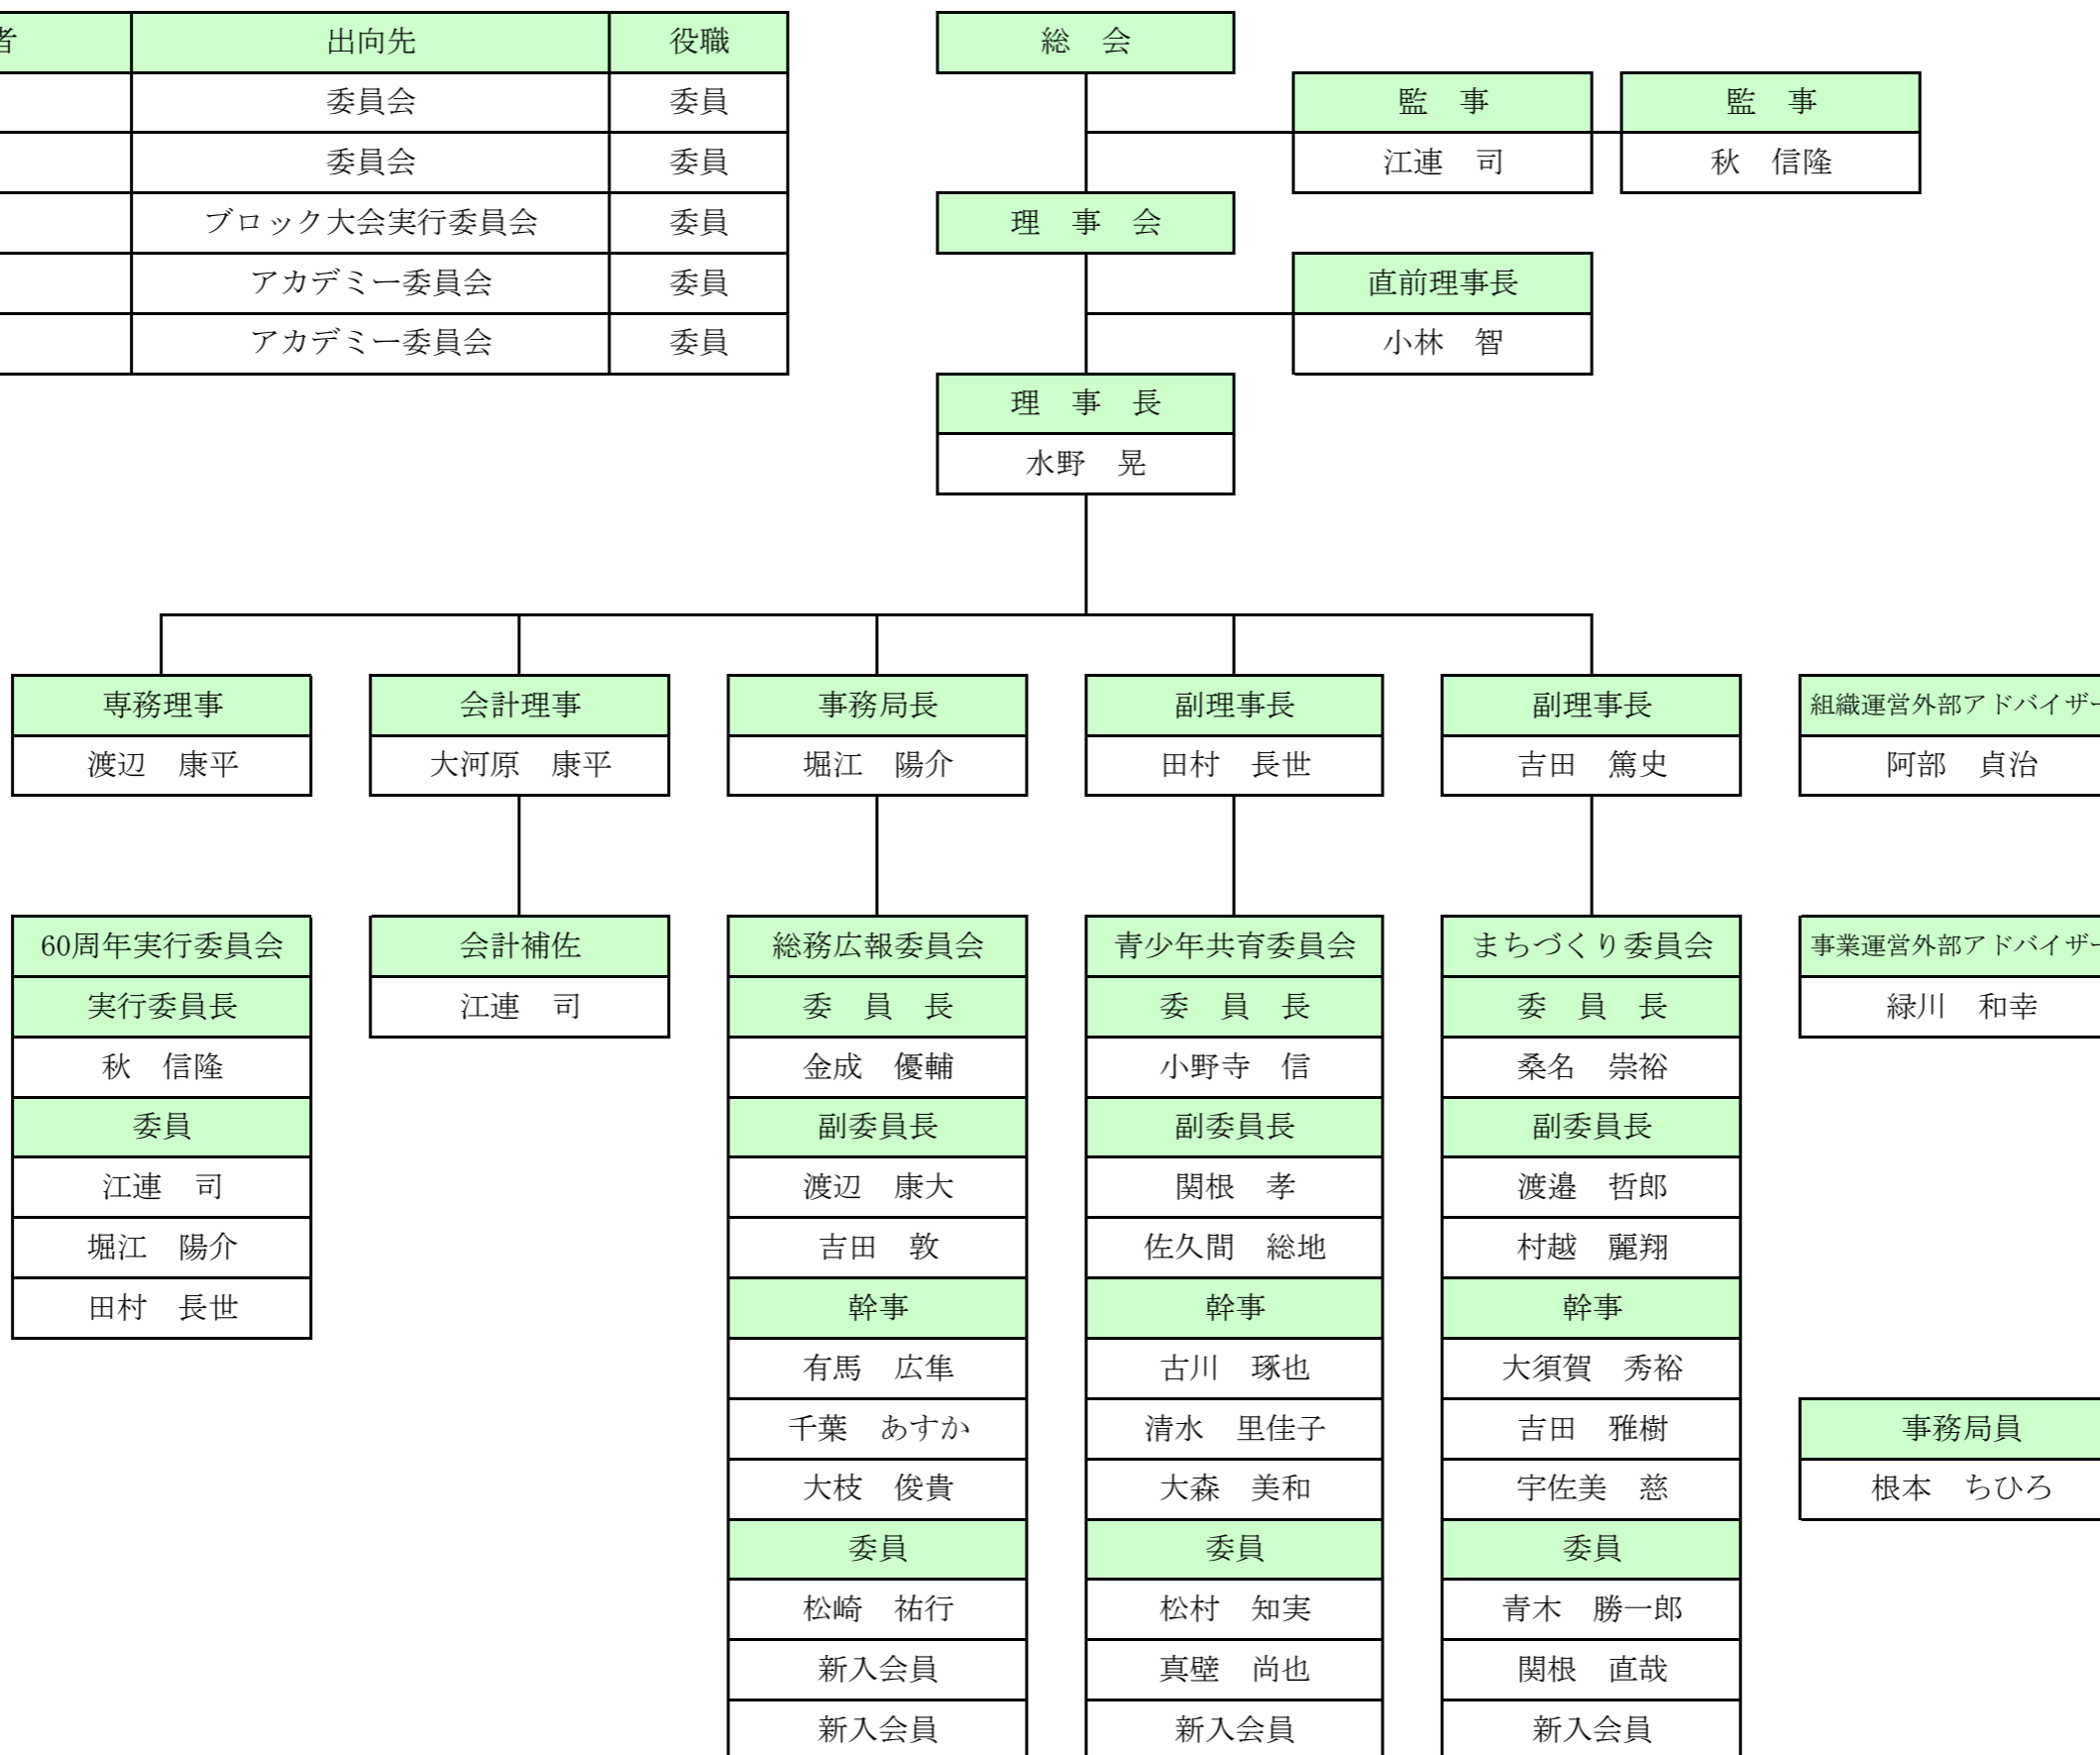 者 出向先 役職
委員会 委員
委員会 委員
ブロック大会実行委員会 委員
アカデミー委員会 委員
アカデミー委員会 委員
総　会
監　事
江連　司
監　事
秋　信隆
理　事　会
直前理事長
小林　智
理　事　長
水野　晃
専務理事
渡辺　康平
会計理事
大河原　康平
事務局長
堀江　陽介
副理事長
田村　長世
副理事長
吉田　篤史
組織運営外部アドバイザー
阿部　貞治
60周年実行委員会
実行委員長
秋　信隆
委員
江連　司
堀江　陽介
田村　長世
会計補佐
江連　司
総務広報委員会
委　員　長
金成　優輔
副委員長
渡辺　康大
吉田　敦
幹事
有馬　広隼
千葉　あすか
大枝　俊貴
委員
松崎　祐行
新入会員
新入会員
青少年共育委員会
委　員　長
小野寺　信
副委員長
関根　孝
佐久間　総地
幹事
古川　琢也
清水　里佳子
大森　美和
委員
松村　知実
真壁　尚也
新入会員
まちづくり委員会
委　員　長
桑名　崇裕
副委員長
渡邉　哲郎
村越　麗翔
幹事
大須賀　秀裕
吉田　雅樹
宇佐美　慈
委員
青木　勝一郎
関根　直哉
新入会員
事業運営外部アドバイザー
緑川　和幸
事務局員
根本　ちひろ